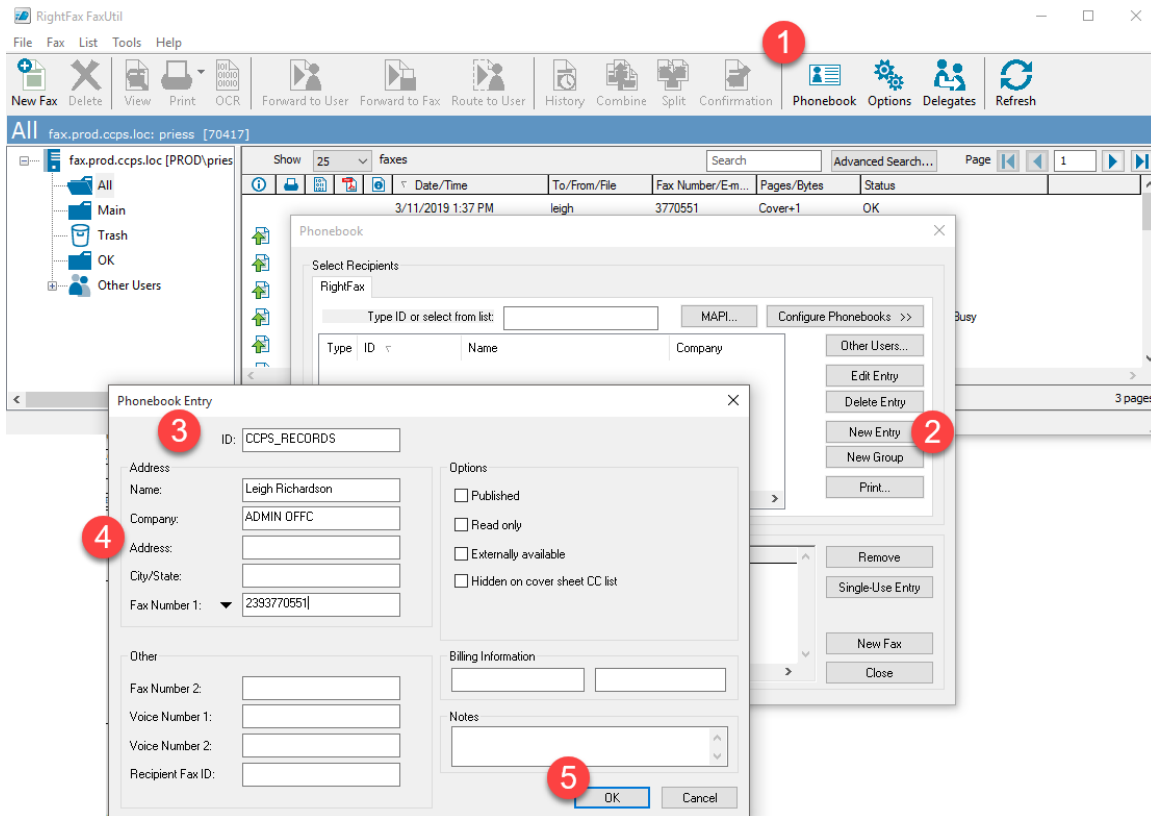 RightFax FaxUtil
File Fax List Tools Help
1
New Fax Delete View Print OCR Forward to User Forward to Fax Route to User History Combine Split Confirmation Phonebook Options Delegates Refresh
All fax.prod.ccps.loc: priess [70417]
fax.prod.ccps.loc [PROD\pries
All
Main
Trash
OK
Other Users
Show 25 faxes Search Advanced Search... Page 1
Date/Time To/From/File Fax Number/E-m... Pages/Bytes Status
3/11/2019 1:37 PM leigh 3770551 Cover+1 OK
Busy
3 pages
Phonebook
Select Recipients
RightFax
Type ID or select from list: MAPI... Configure Phonebooks >>
Type ID Name Company
Other Users...
Edit Entry
Delete Entry
New Entry 2
New Group
Print...
Remove
Single-Use Entry
New Fax
Close
Phonebook Entry
3 ID: CCPS_RECORDS
Address
Name: Leigh Richardson
Company: ADMIN OFFC
4
Address:
City/State:
Fax Number 1: 2393770551
Options
Published
Read only
Externally available
Hidden on cover sheet CC list
Other
Fax Number 2:
Voice Number 1:
Voice Number 2:
Recipient Fax ID:
Billing Information
Notes
5
OK Cancel